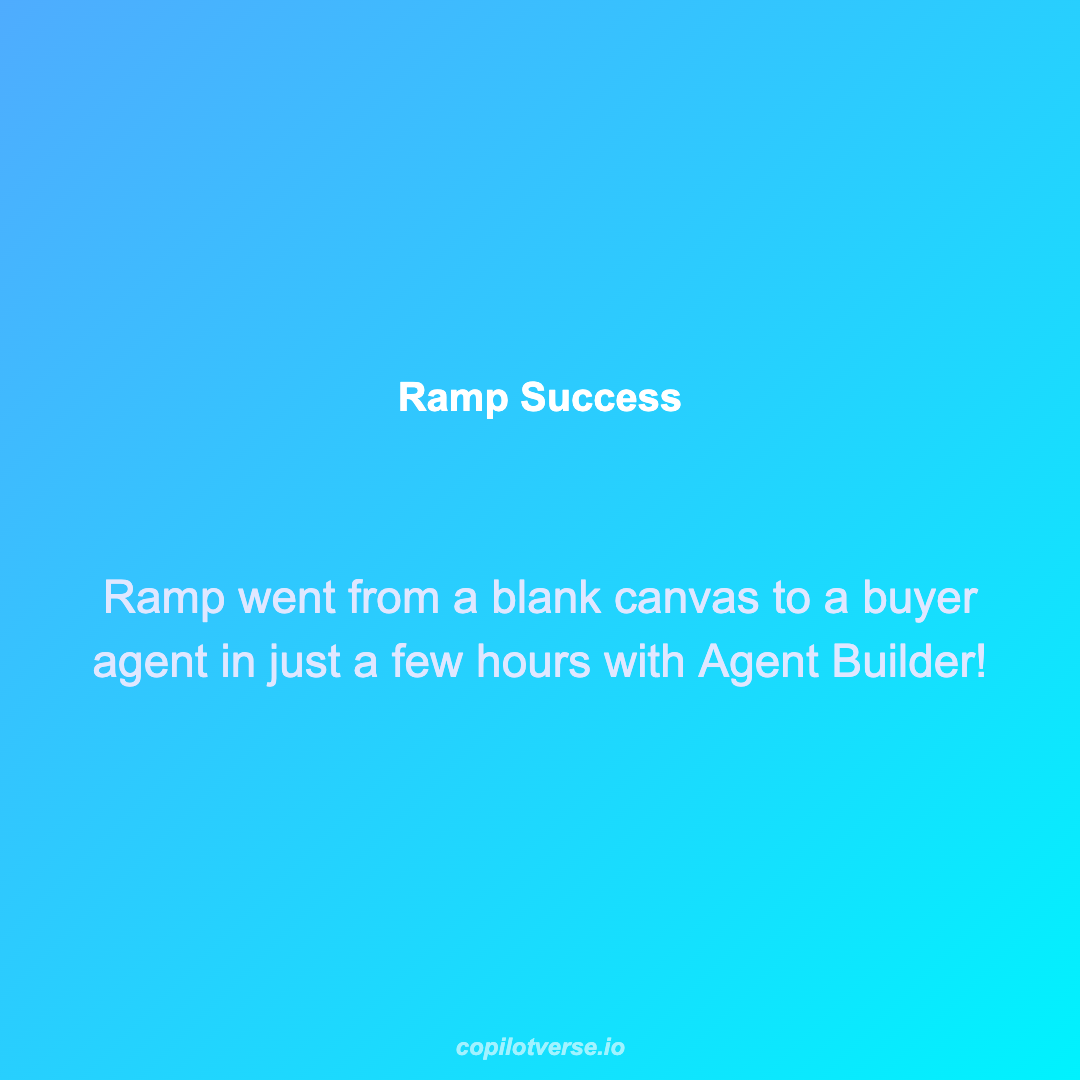 Ramp Success
Ramp went from a blank canvas to a buyer
agent in just a few hours with Agent Builder!
copilotverse.io